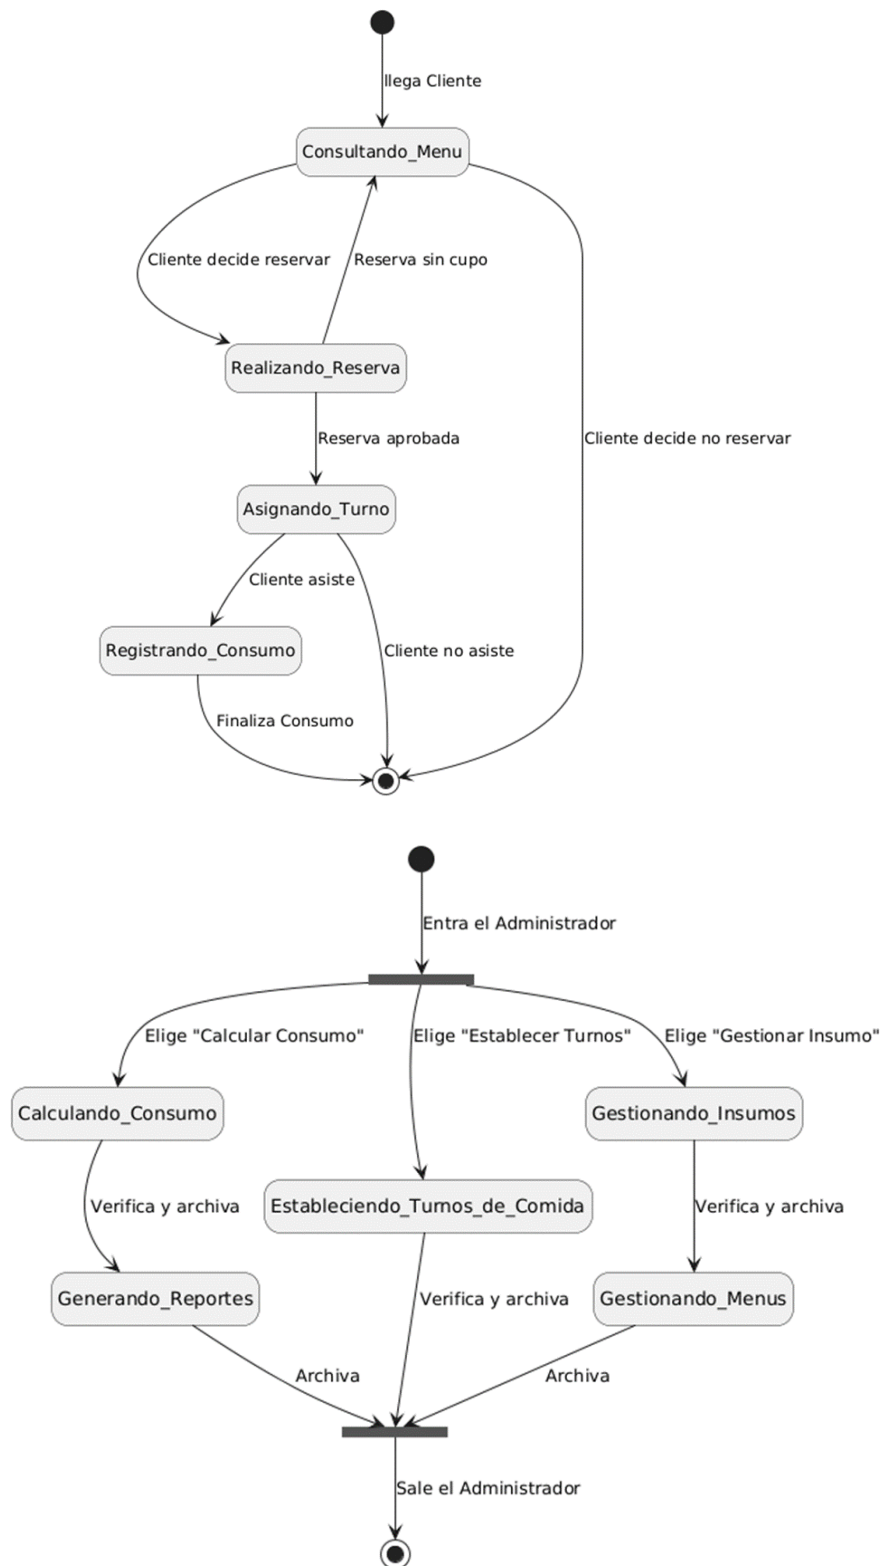 llega Cliente
Consultando_Menu
Cliente decide reservar
Reserva sin cupo
Realizando_Reserva
Reserva aprobada
Cliente decide no reservar
Asignando_Turno
Cliente asiste
Registrando_Consumo
Cliente no asiste
Finaliza Consumo
Entra el Administrador
Elige "Calcular Consumo"
Elige "Establecer Turnos"
Elige "Gestionar Insumo"
Calculando_Consumo
Gestionando_Insumos
Verifica y archiva
Estableciendo_Turnos_de_Comida
Verifica y archiva
Generando_Reportes
Verifica y archiva
Gestionando_Menus
Archiva
Archiva
Sale el Administrador